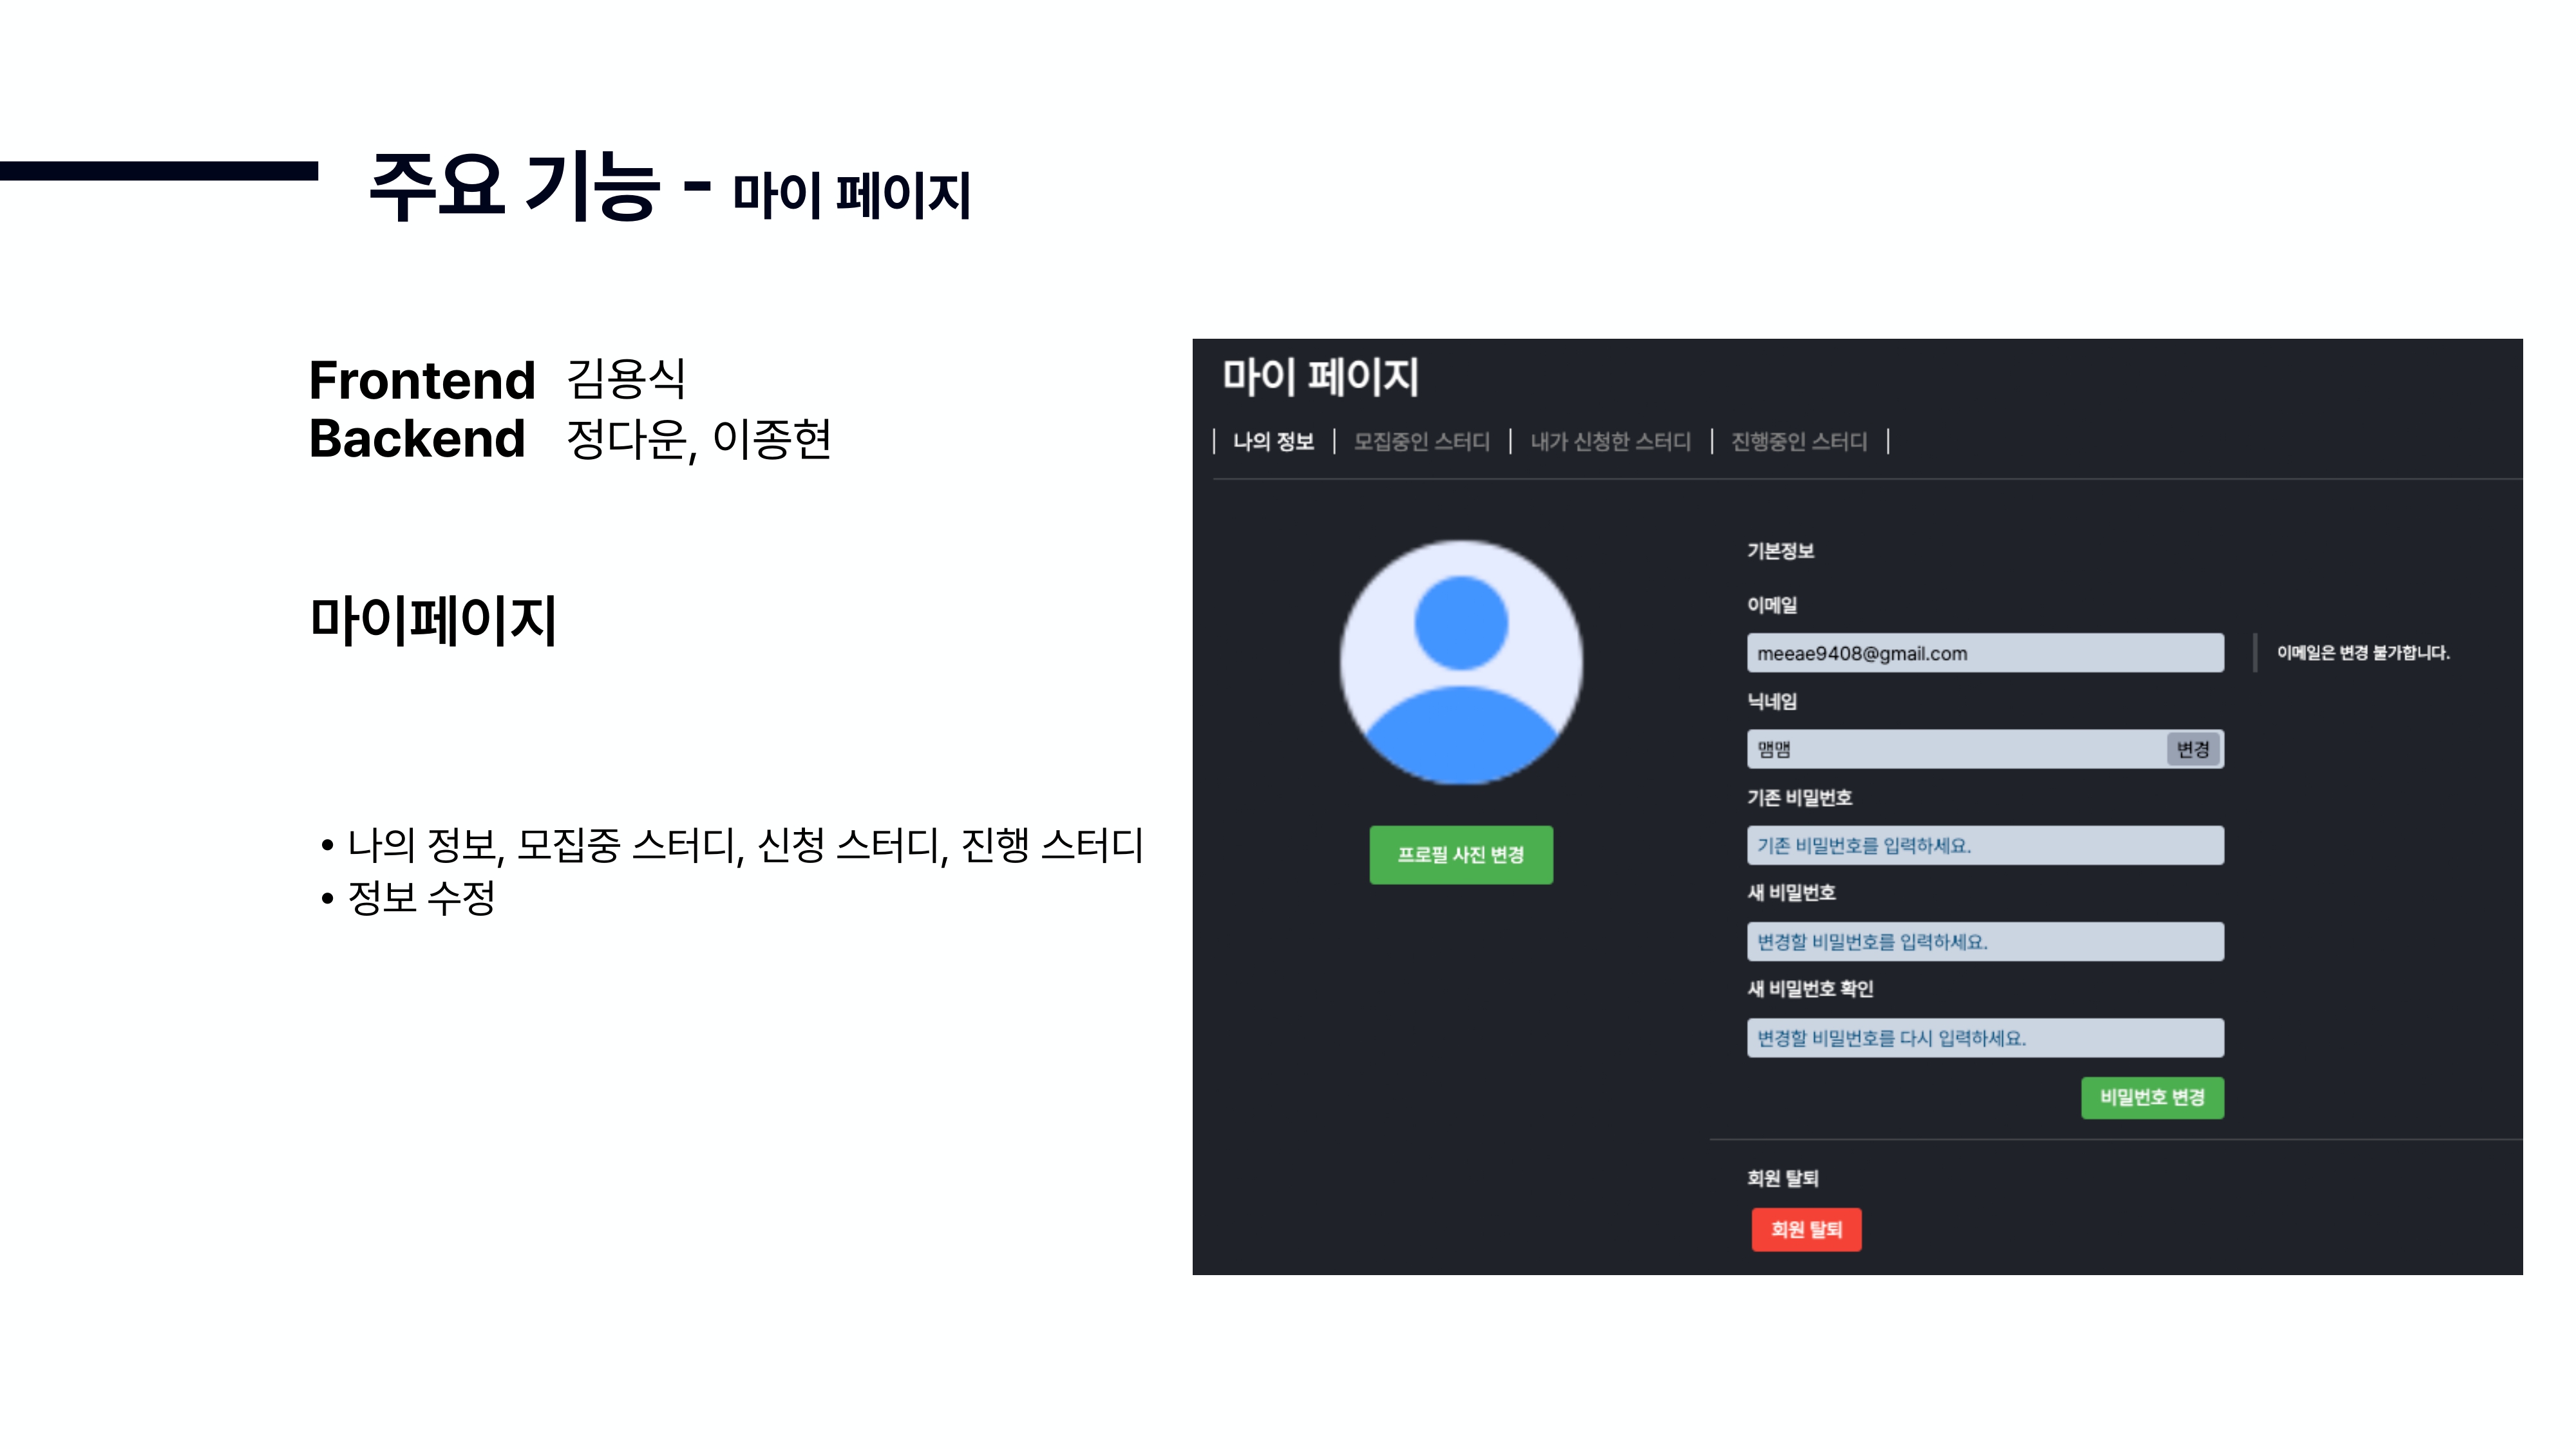 주요 기능 - 마이 페이지
Frontend 김용식
Backend 정다운, 이종현
마이페이지
• 나의 정보, 모집중 스터디, 신청 스터디, 진행 스터디
• 정보 수정
마이 페이지
| 나의 정보 | 모집중인 스터디 | 내가 신청한 스터디 | 진행중인 스터디 |
프로필 사진 변경
기본정보
이메일
meeae9408@gmail.com
이메일은 변경 불가합니다.
닉네임
맴맴 변경
기존 비밀번호
기존 비밀번호를 입력하세요.
새 비밀번호
변경할 비밀번호를 입력하세요.
새 비밀번호 확인
변경할 비밀번호를 다시 입력하세요.
비밀번호 변경
회원 탈퇴
회원 탈퇴